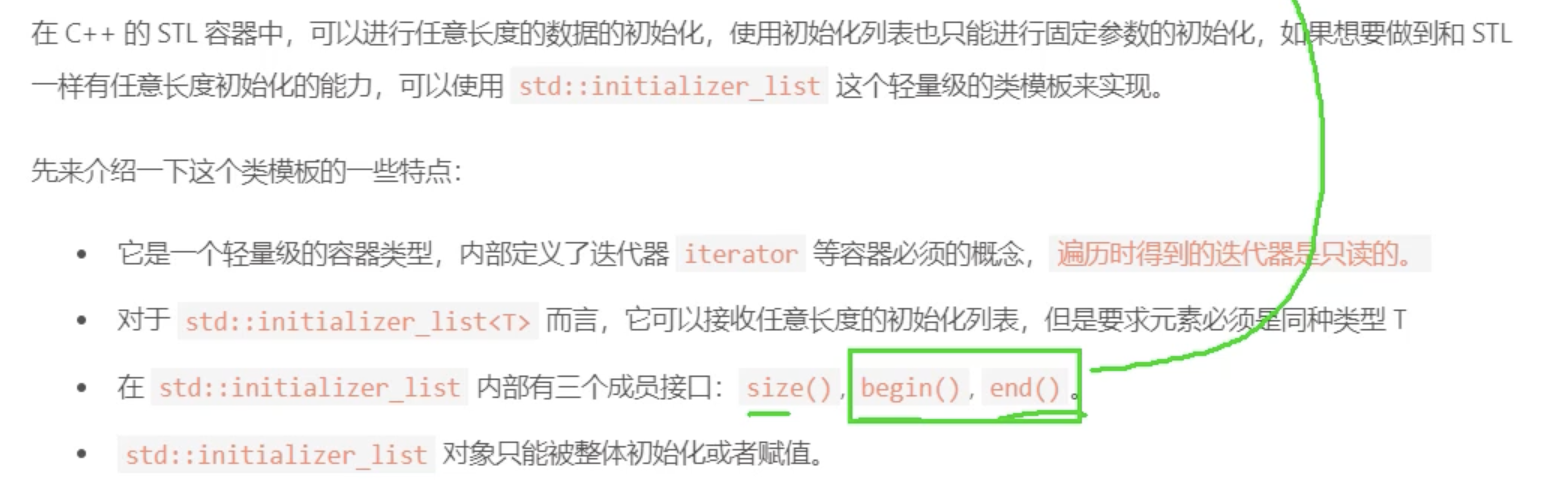 在 C++ 的 STL 容器中，可以进行任意长度的数据的初始化，使用初始化列表也只能进行固定参数的初始化，如果想要做到和 STL
一样有任意长度初始化的能力，可以使用 std::initializer_list 这个轻量级的类模板来实现。
先来介绍一下这个类模板的一些特点：
• 它是一个轻量级的容器类型，内部定义了迭代器 iterator 等容器必须的概念，遍历时得到的迭代器是只读的。
• 对于 std::initializer_list<T> 而言，它可以接收任意长度的初始化列表，但是要求元素必须是同种类型 T
• 在 std::initializer_list 内部有三个成员接口：size(), begin(), end()。
• std::initializer_list 对象只能被整体初始化或者赋值。